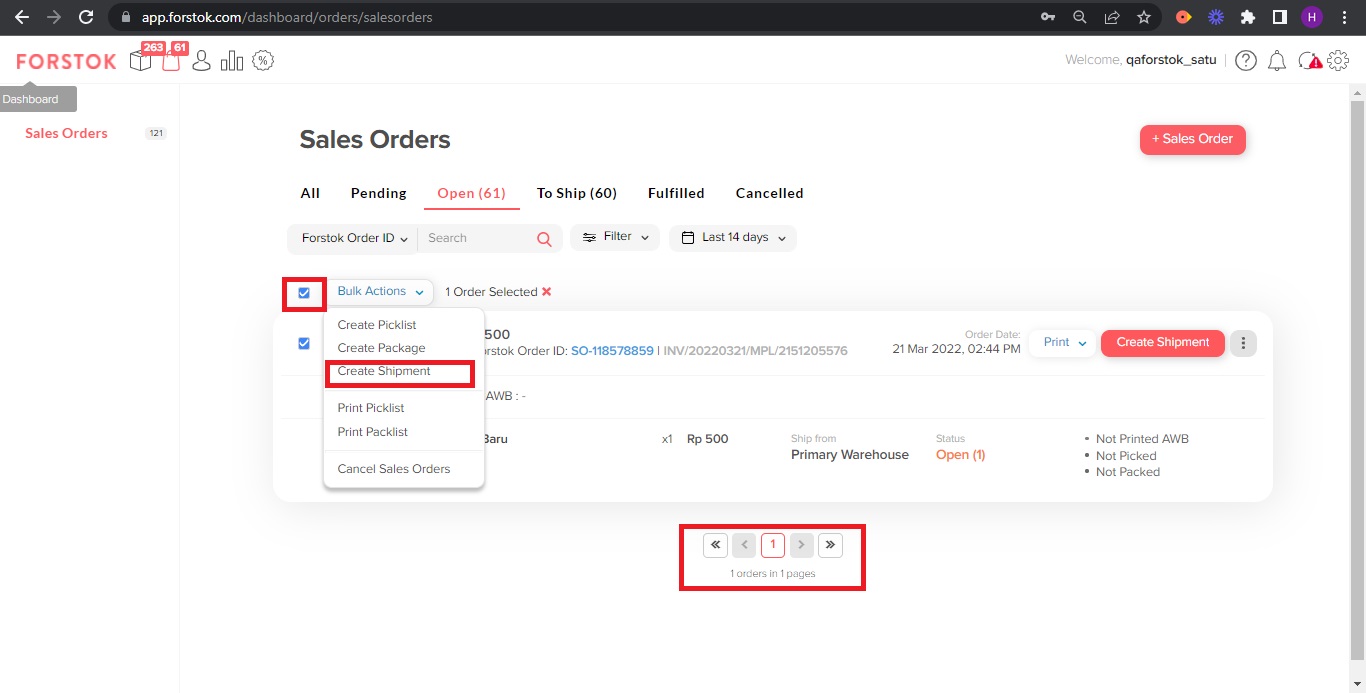 app.forstok.com/dashboard/orders/salesorders
H
FORSTOK
263
61
%
Welcome, qaforstok_satu
?
Dashboard
Sales Orders
121
Sales Orders
+ Sales Order
All
Pending
Open (61)
To Ship (60)
Fulfilled
Cancelled
Forstok Order ID
Search
Filter
Last 14 days
Bulk Actions
1 Order Selected
Create Picklist
Create Package
Create Shipment
Print Picklist
Print Packlist
Cancel Sales Orders
500
orstok Order ID: SO-118578859 | INV/20220321/MPL/2151205576
Order Date:
21 Mar 2022, 02:44 PM
Print
Create Shipment
AWB : -
Baru
x1
Rp 500
Ship from
Primary Warehouse
Status
Open (1)
• Not Printed AWB
• Not Picked
• Not Packed
« < 1 > »
1 orders in 1 pages